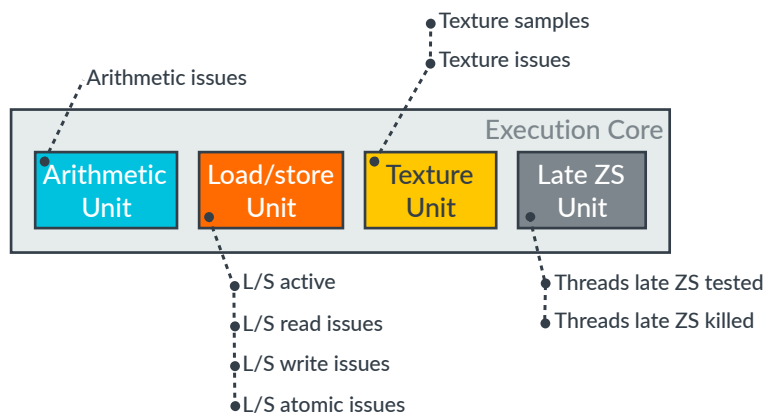 Texture samples
Texture issues
Arithmetic issues
Execution Core
Arithmetic
Unit
Load/store
Unit
Texture
Unit
Late ZS
Unit
L/S active
L/S read issues
L/S write issues
L/S atomic issues
Threads late ZS tested
Threads late ZS killed